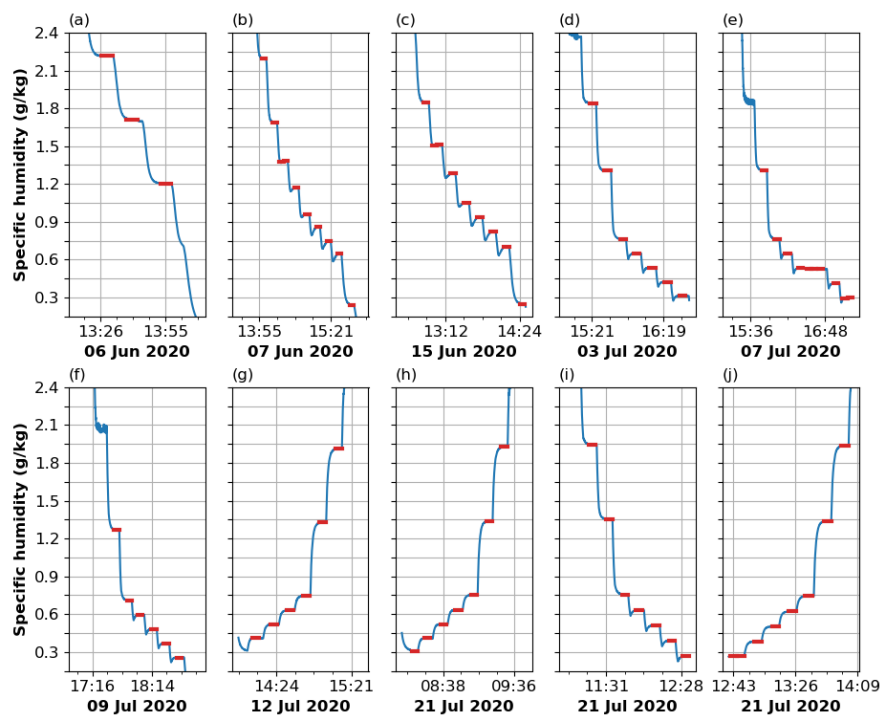 (a) (b) (c) (d) (e)
Specific humidity (g/kg)
2.4
2.1
1.8
1.5
1.2
0.9
0.6
0.3
13:26 13:55 13:55 15:21 13:12 14:24 15:21 16:19 15:36 16:48
06 Jun 2020 07 Jun 2020 15 Jun 2020 03 Jul 2020 07 Jul 2020
(f) (g) (h) (i) (j)
Specific humidity (g/kg)
2.4
2.1
1.8
1.5
1.2
0.9
0.6
0.3
17:16 18:14 14:24 15:21 08:38 09:36 11:31 12:28 12:43 13:26 14:09
09 Jul 2020 12 Jul 2020 21 Jul 2020 21 Jul 2020 21 Jul 2020